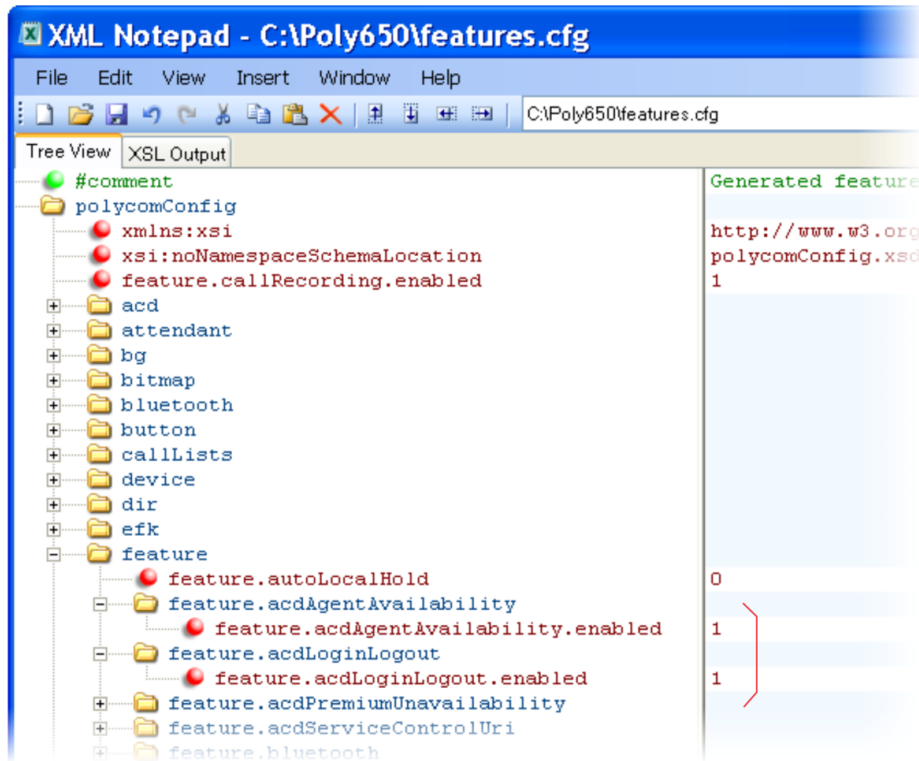 XML Notepad - C:\Poly650\features.cfg
File Edit View Insert Window Help
C:\Poly650\features.cfg
Tree View XSL Output
#comment Generated feature
polycomConfig
xmlns:xsi http://www.w3.org
xsi:noNamespaceSchemaLocation polycomConfig.xsd
feature.callRecording.enabled 1
acd
attendant
bg
bitmap
bluetooth
button
callLists
device
dir
efk
feature
feature.autoLocalHold 0
feature.acdAgentAvailability
feature.acdAgentAvailability.enabled 1
feature.acdLoginLogout
feature.acdLoginLogout.enabled 1
feature.acdPremiumUnavailability
feature.acdServiceControlUri
feature.bluetooth